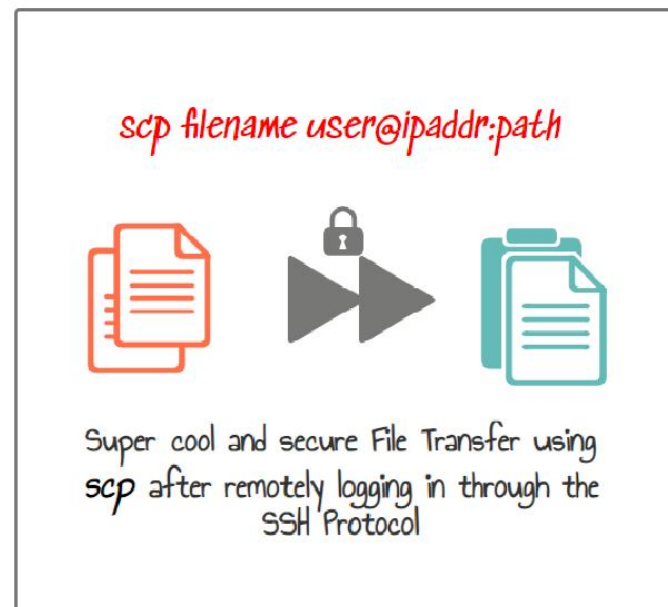 scp filename user@ipaddr:path
Super cool and secure File Transfer using
scp after remotely logging in through the
SSH Protocol